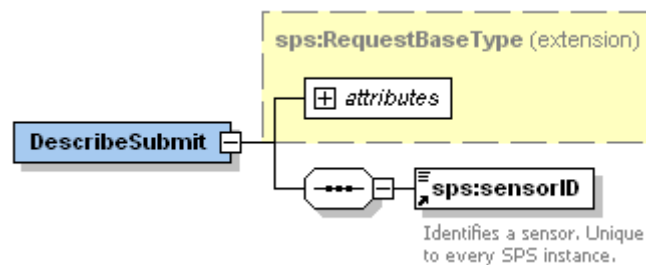 sps:RequestBaseType (extension)
attributes
DescribeSubmit
sps:sensorID
Identifies a sensor. Unique
to every SPS instance.